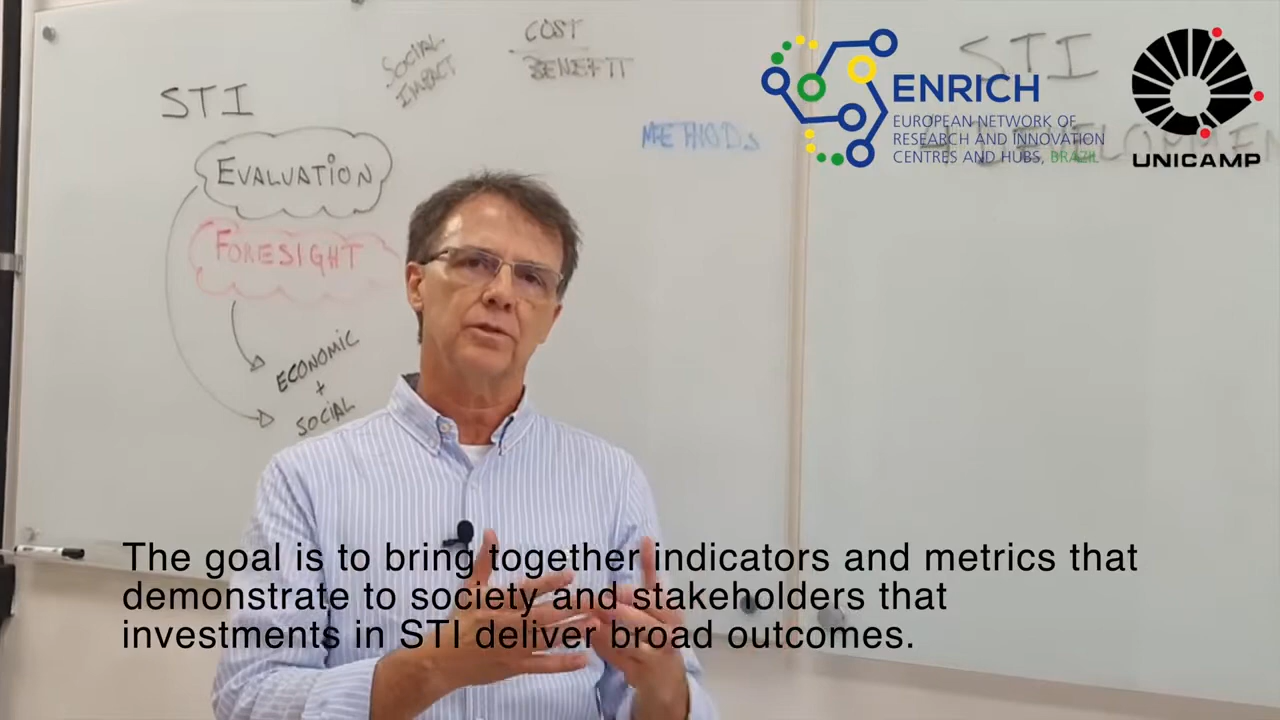 COST
BENEFIT
SOCIAL
IMPACT
STI
EVALUATION
FORESIGHT
ECONOMIC
+
SOCIAL
METHODS
STI
ENRICH
EUROPEAN NETWORK OF
RESEARCH AND INNOVATION
CENTRES AND HUBS, BRAZIL
UNICAMP
The goal is to bring together indicators and metrics that
demonstrate to society and stakeholders that
investments in STI deliver broad outcomes.